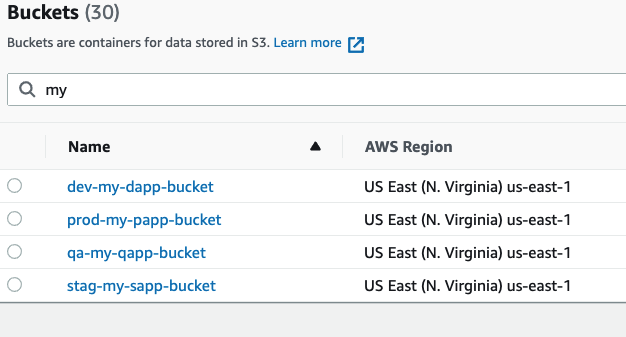 Buckets (30)
Buckets are containers for data stored in S3. Learn more
my
Name AWS Region
dev-my-dapp-bucket US East (N. Virginia) us-east-1
prod-my-papp-bucket US East (N. Virginia) us-east-1
qa-my-qapp-bucket US East (N. Virginia) us-east-1
stag-my-sapp-bucket US East (N. Virginia) us-east-1